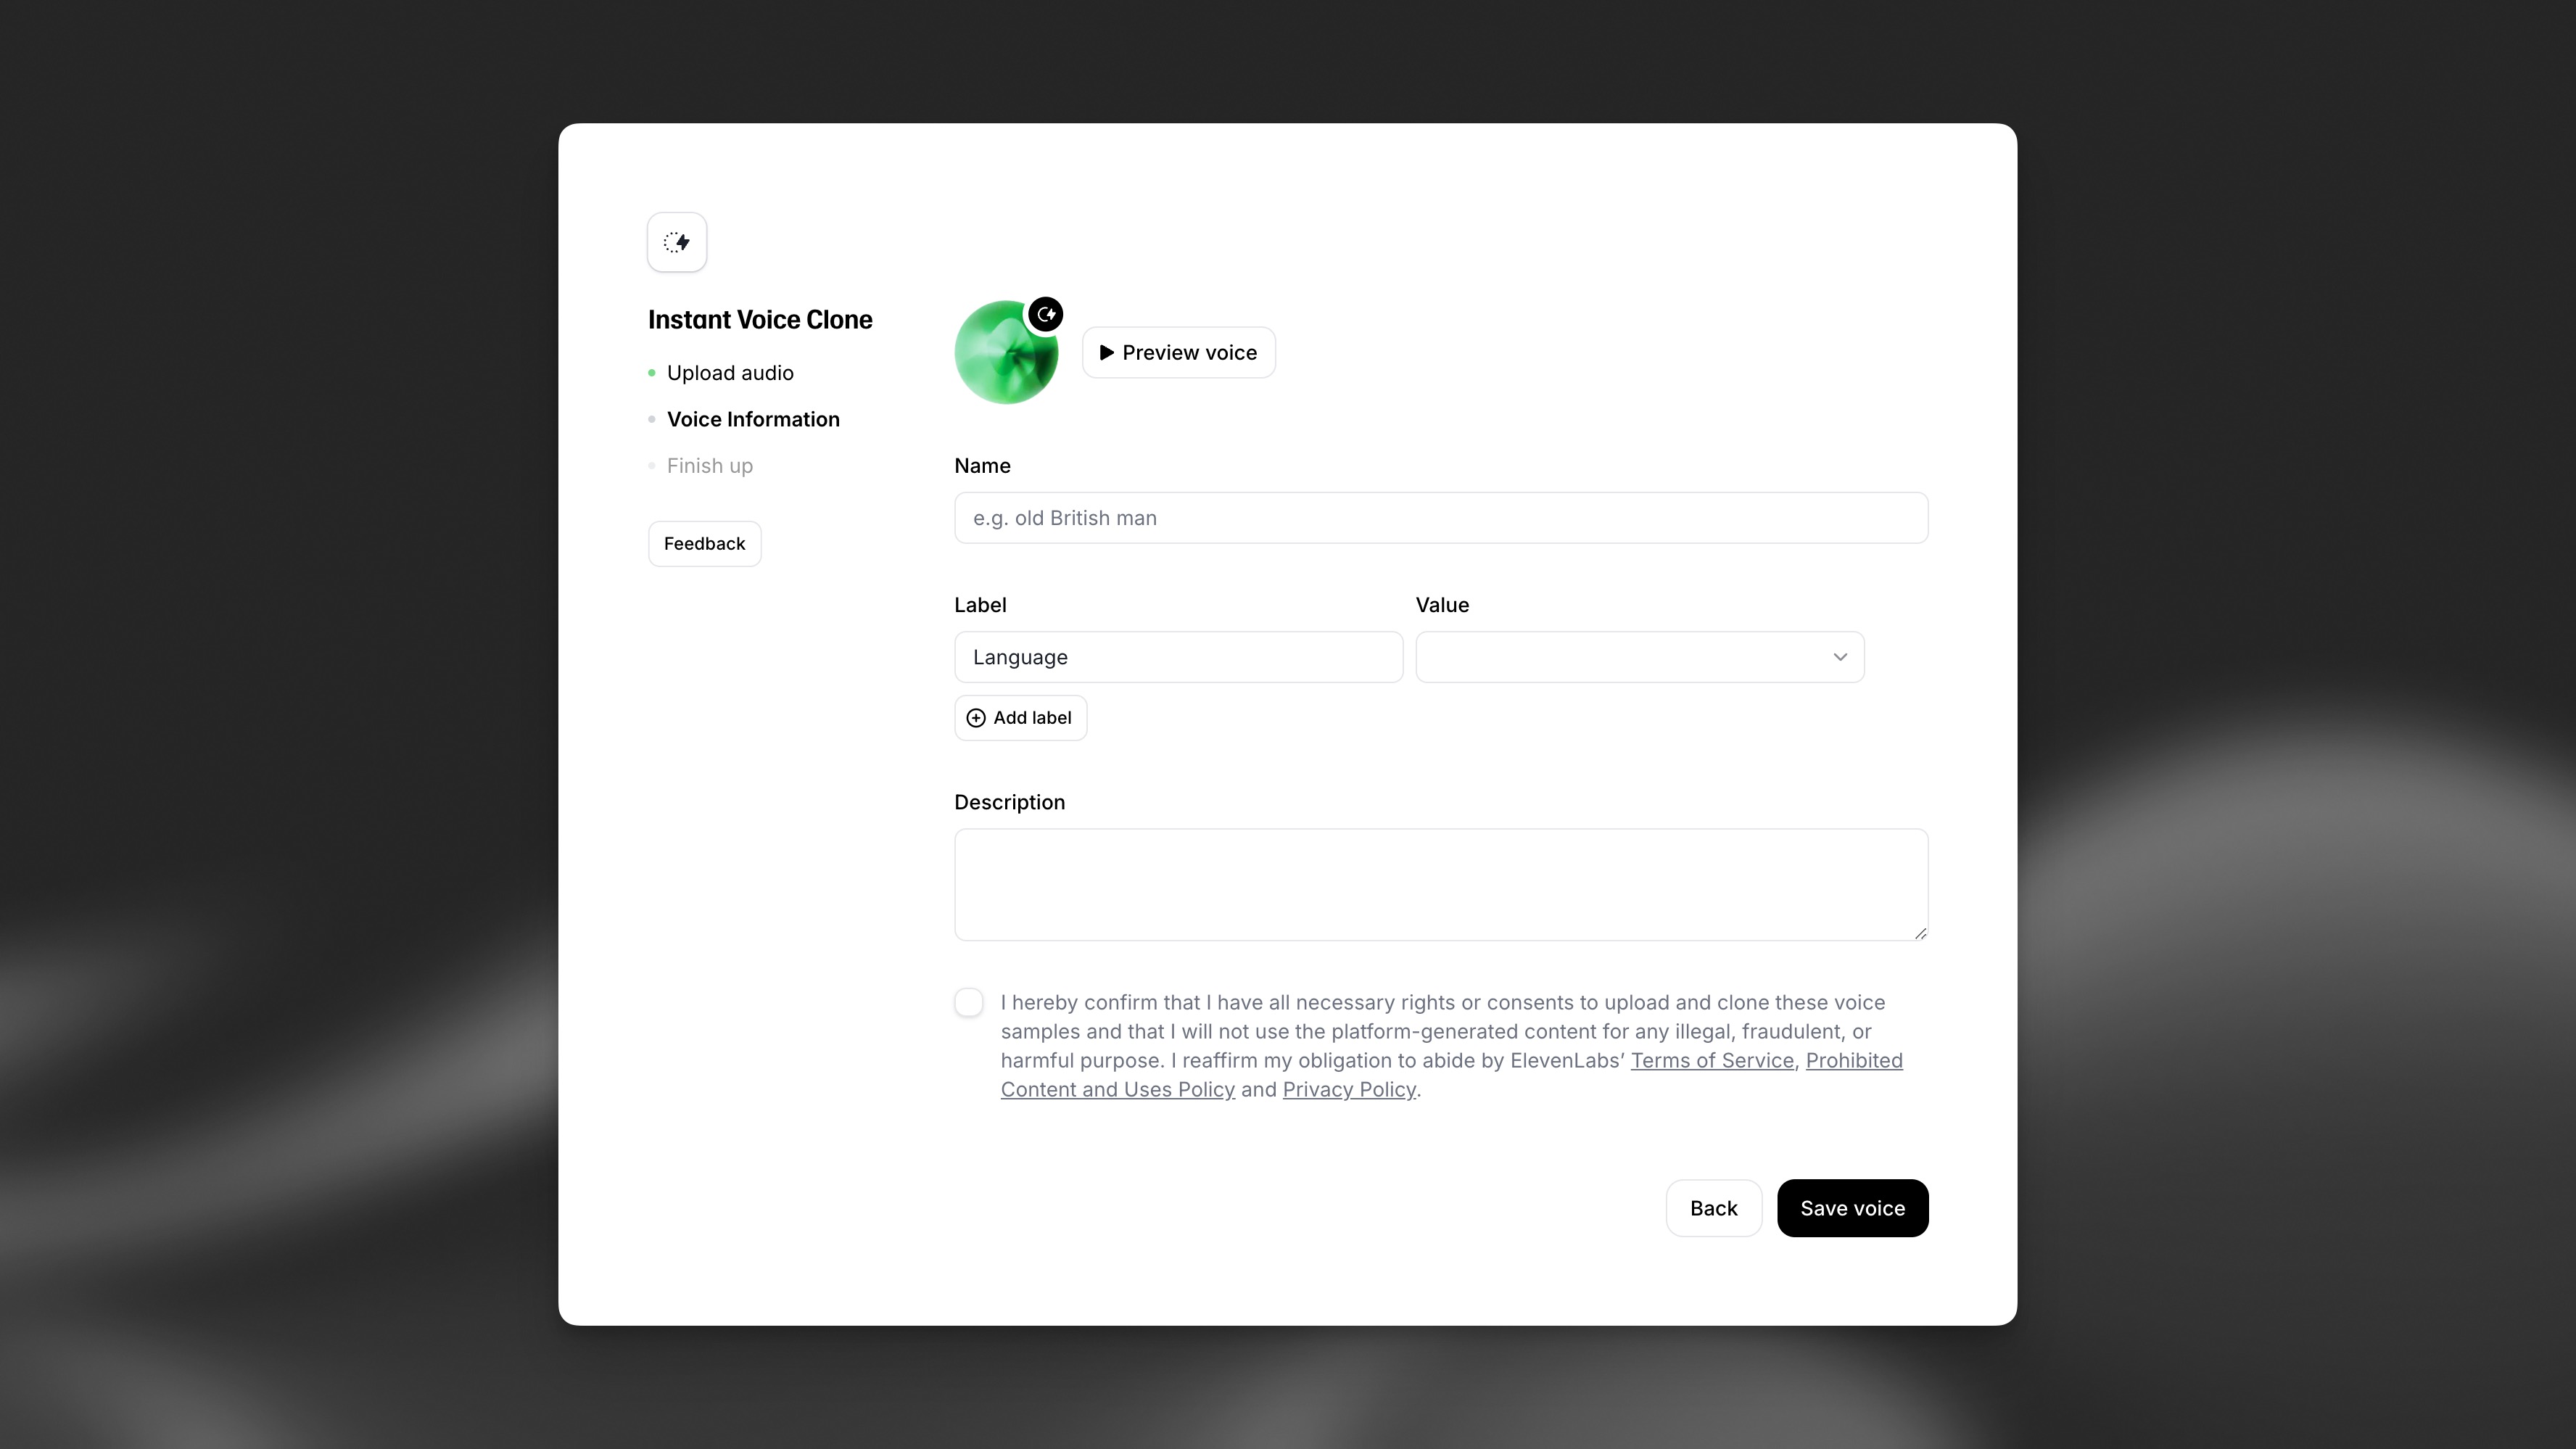 Instant Voice Clone
Upload audio
Voice Information
Finish up
Feedback
Preview voice
Name
e.g. old British man
Label
Value
Language
Add label
Description
I hereby confirm that I have all necessary rights or consents to upload and clone these voice
samples and that I will not use the platform-generated content for any illegal, fraudulent, or
harmful purpose. I reaffirm my obligation to abide by ElevenLabs’ Terms of Service, Prohibited
Content and Uses Policy and Privacy Policy.
Back
Save voice